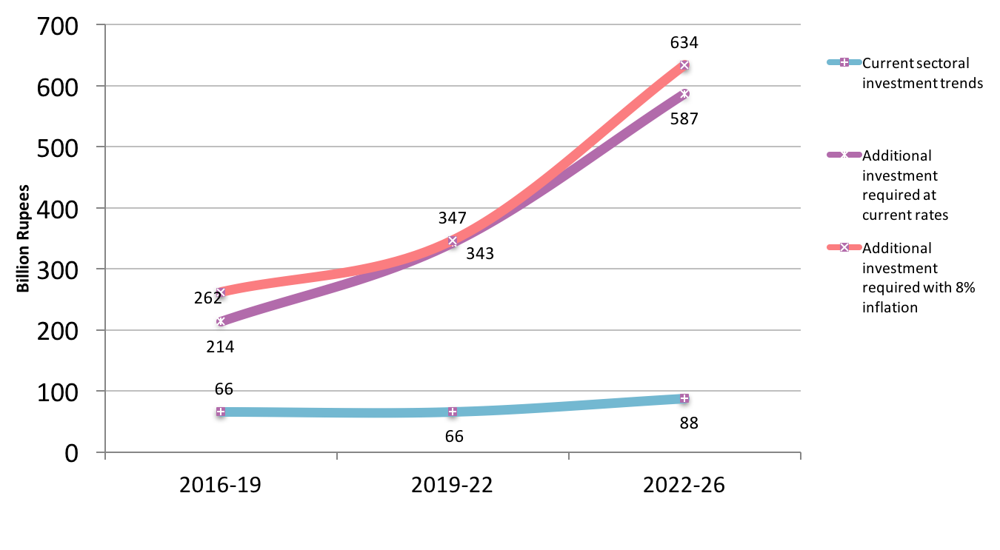 700
600
500
400
300
200
100
0
Billion Rupees
634
587
347
343
262
214
66
66
88
2016-19
2019-22
2022-26
Current sectoral
investment trends
Additional
investment
required at
current rates
Additional
investment
required with 8%
inflation